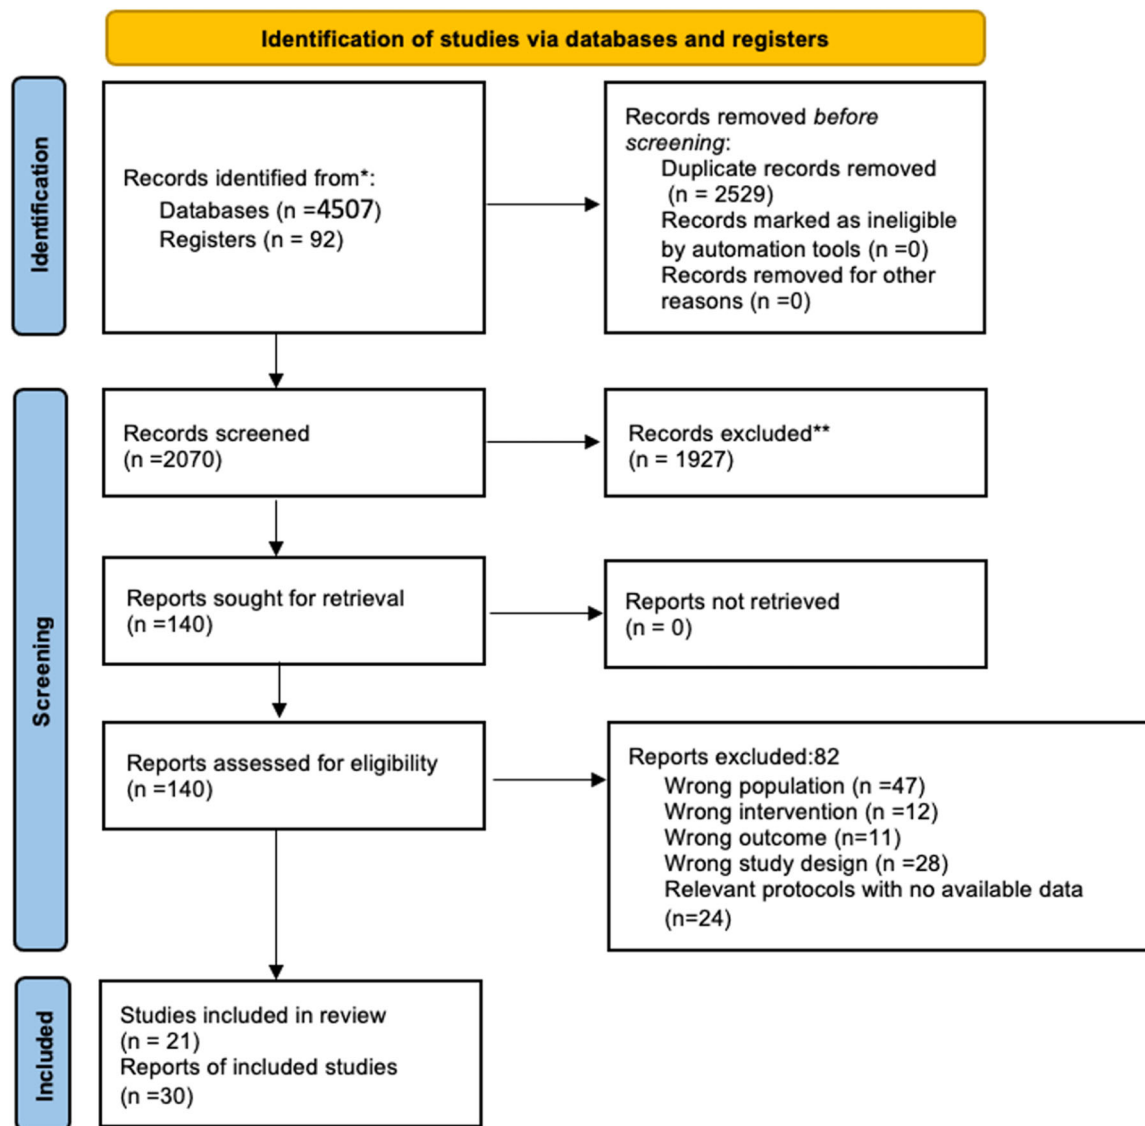 Identification of studies via databases and registers
Identification
Records identified from*:
Databases (n =4507)
Registers (n = 92)
Records removed before
screening:
Duplicate records removed
(n = 2529)
Records marked as ineligible
by automation tools (n =0)
Records removed for other
reasons (n =0)
Screening
Records screened
(n =2070)
Records excluded**
(n = 1927)
Reports sought for retrieval
(n =140)
Reports not retrieved
(n = 0)
Reports assessed for eligibility
(n =140)
Reports excluded:82
Wrong population (n =47)
Wrong intervention (n =12)
Wrong outcome (n=11)
Wrong study design (n =28)
Relevant protocols with no available data
(n=24)
Included
Studies included in review
(n = 21)
Reports of included studies
(n =30)